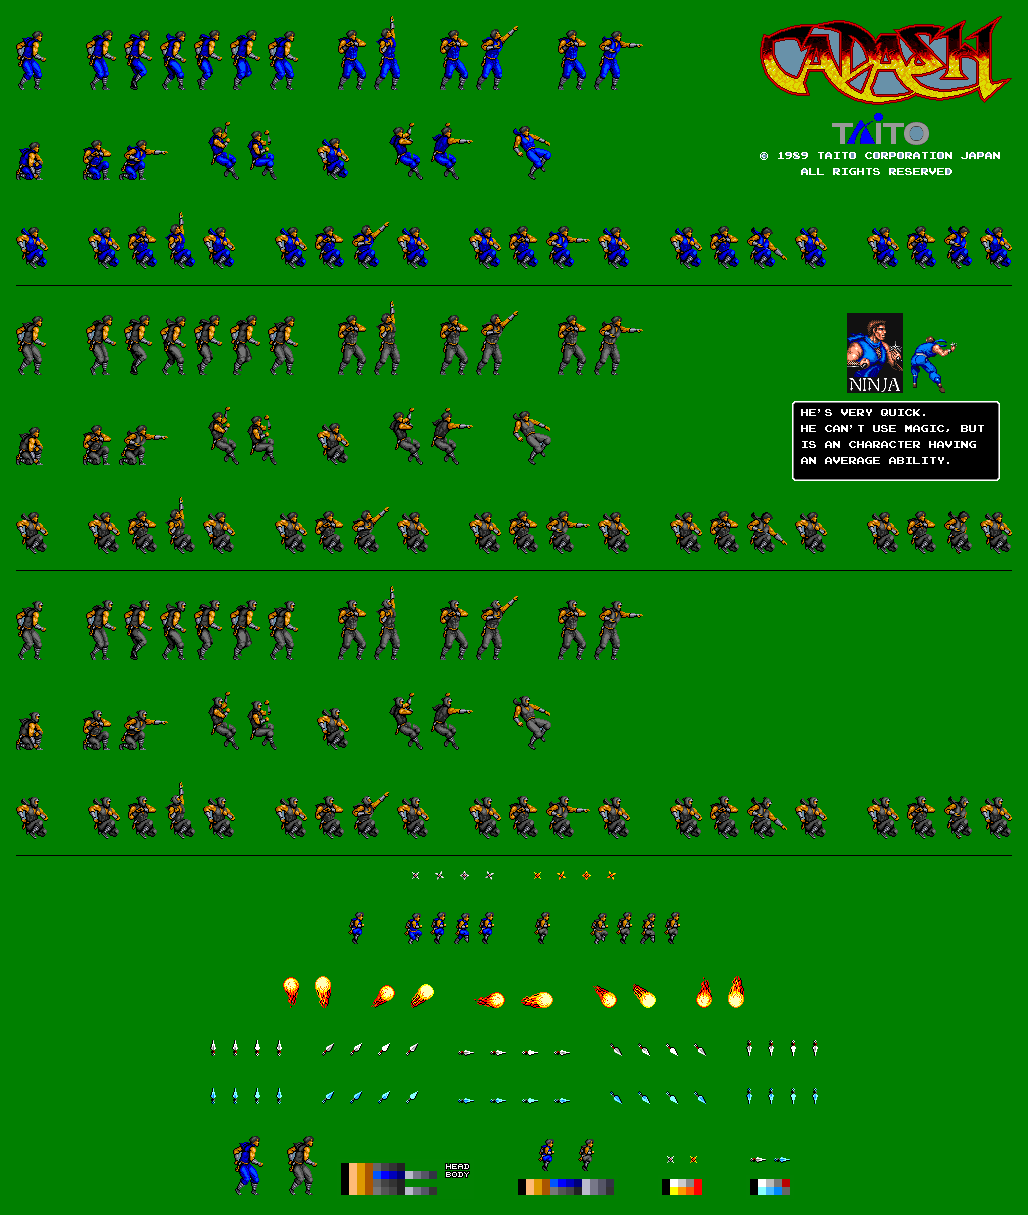 CADASH
TAITO
© 1989 TAITO CORPORATION JAPAN
ALL RIGHTS RESERVED
NINJA
HE'S VERY QUICK.
HE CAN'T USE MAGIC, BUT
IS AN CHARACTER HAVING
AN AVERAGE ABILITY.
HEAD
BODY